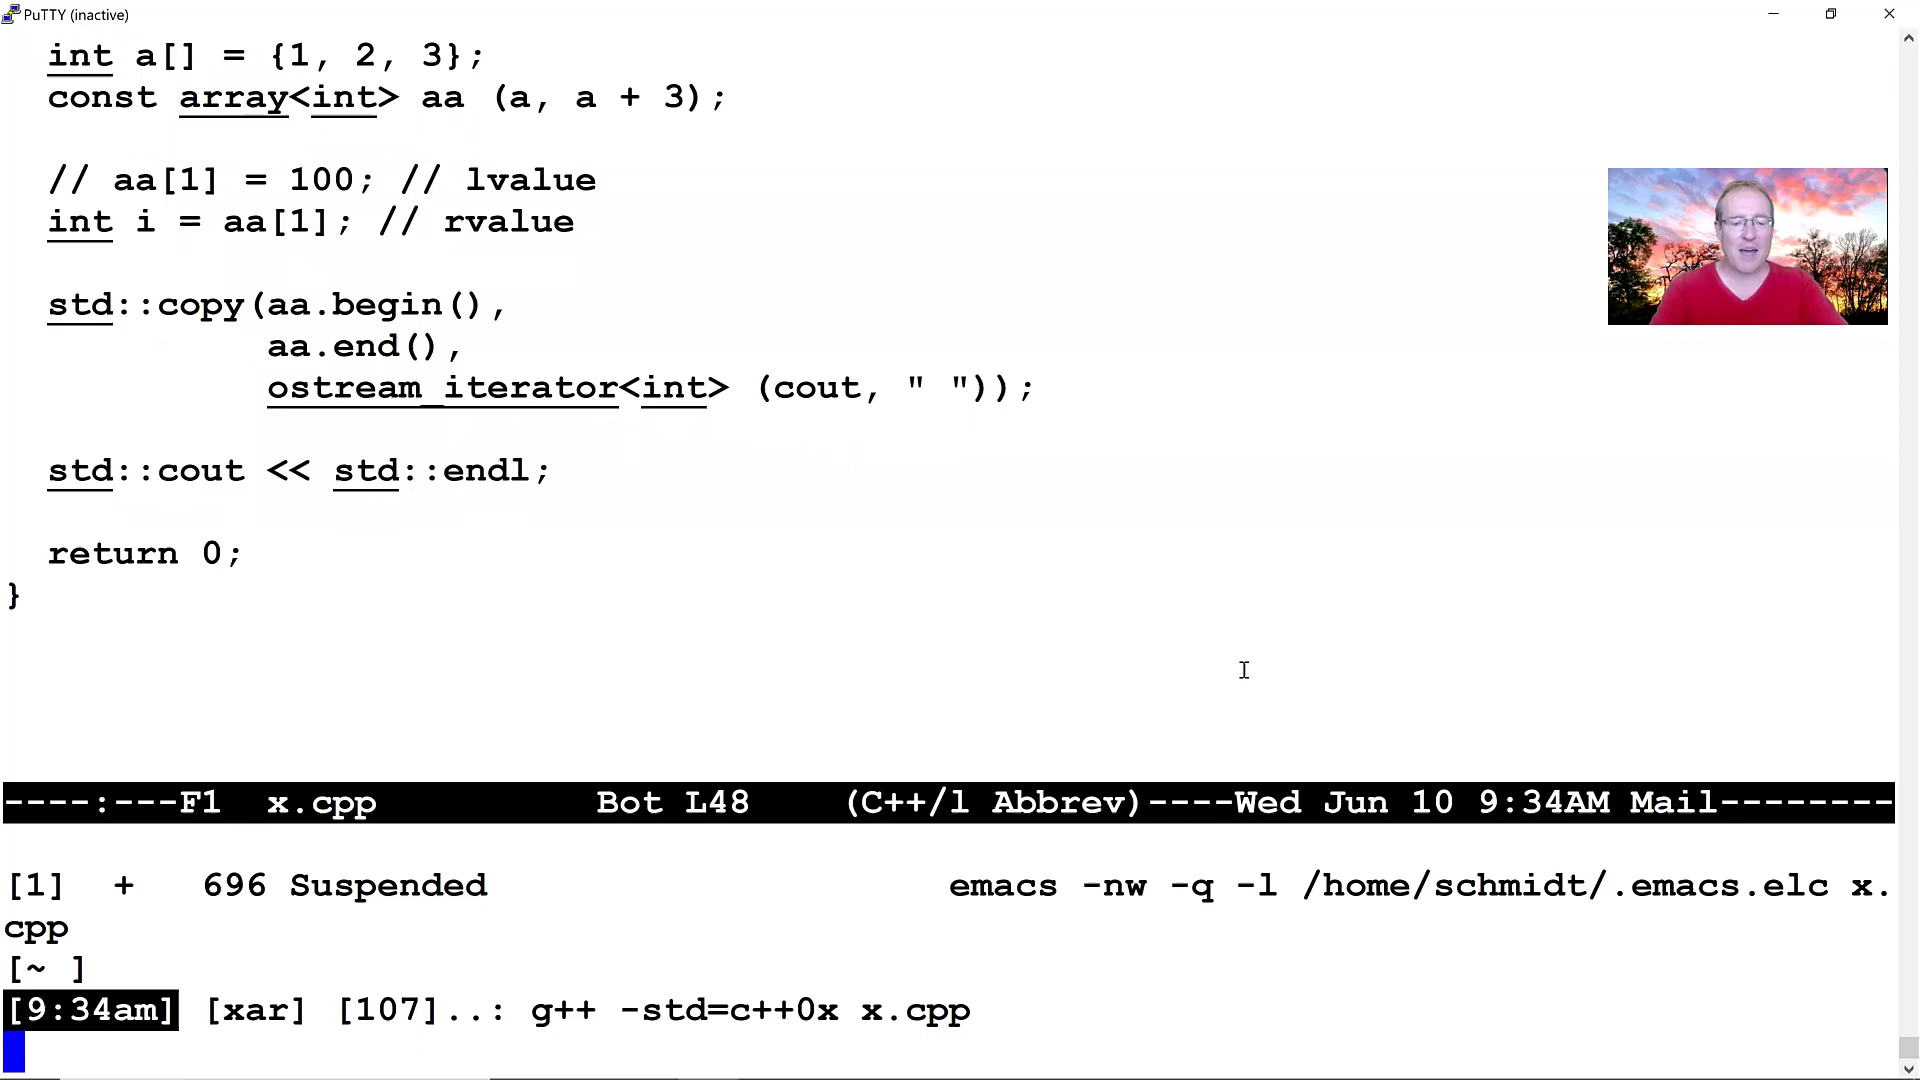 PuTTY (inactive)
int a[] = {1, 2, 3};
const array<int> aa (a, a + 3);
// aa[1] = 100; // lvalue
int i = aa[1]; // rvalue
std::copy(aa.begin(),
aa.end(),
ostream_iterator<int> (cout, " "));
std::cout << std::endl;
return 0;
}
----:---F1  x.cpp          Bot L48    (C++/l Abbrev)----Wed Jun 10 9:34AM Mail--------
[1]  +   696 Suspended                     emacs -nw -q -l /home/schmidt/.emacs.elc x.
cpp
[~ ]
[9:34am] [xar] [107]..: g++ -std=c++0x x.cpp